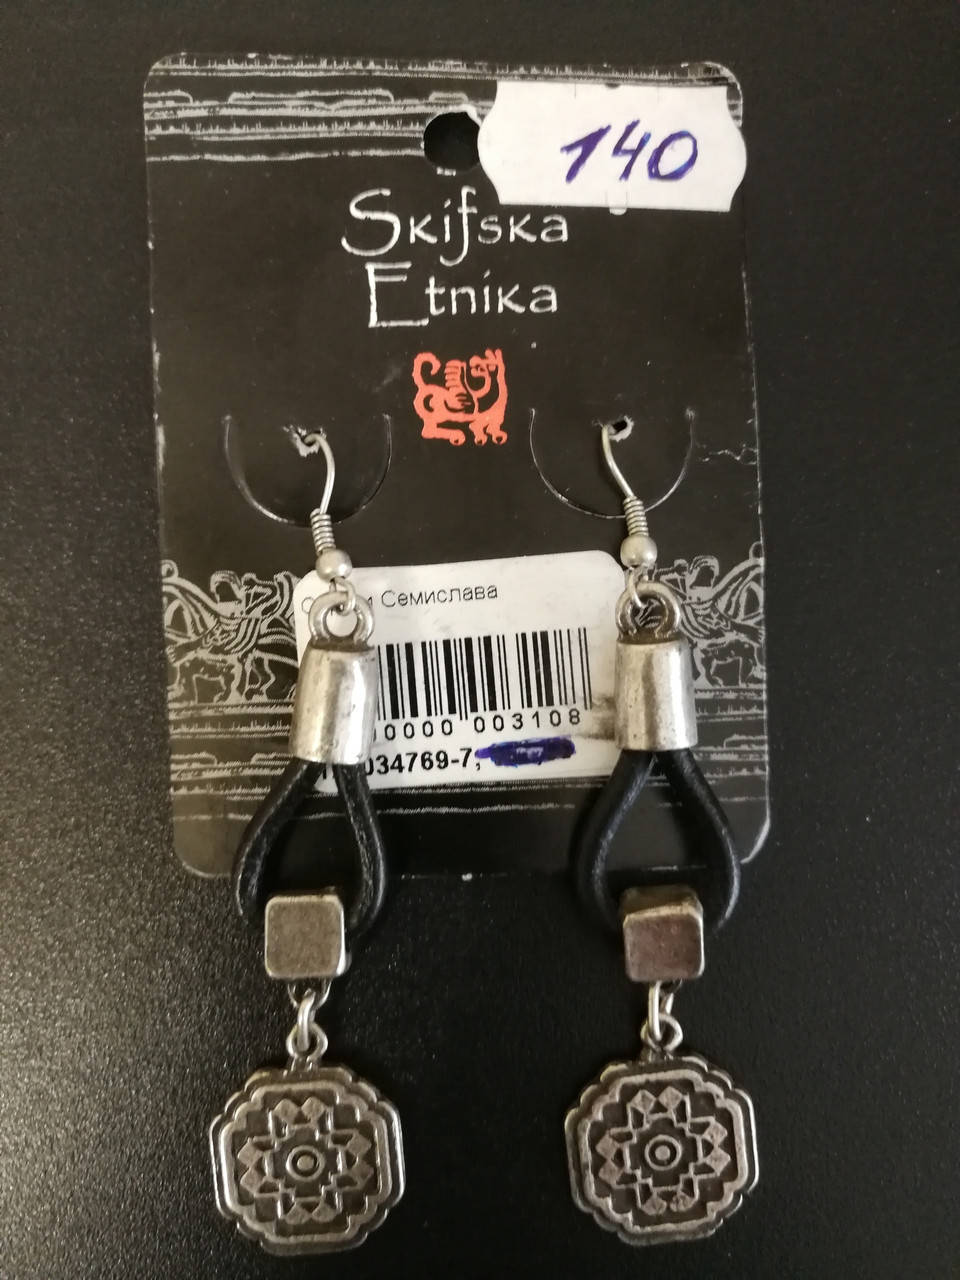 140
Skifska
Etnika
Семислава
0000 003108
034769-7,